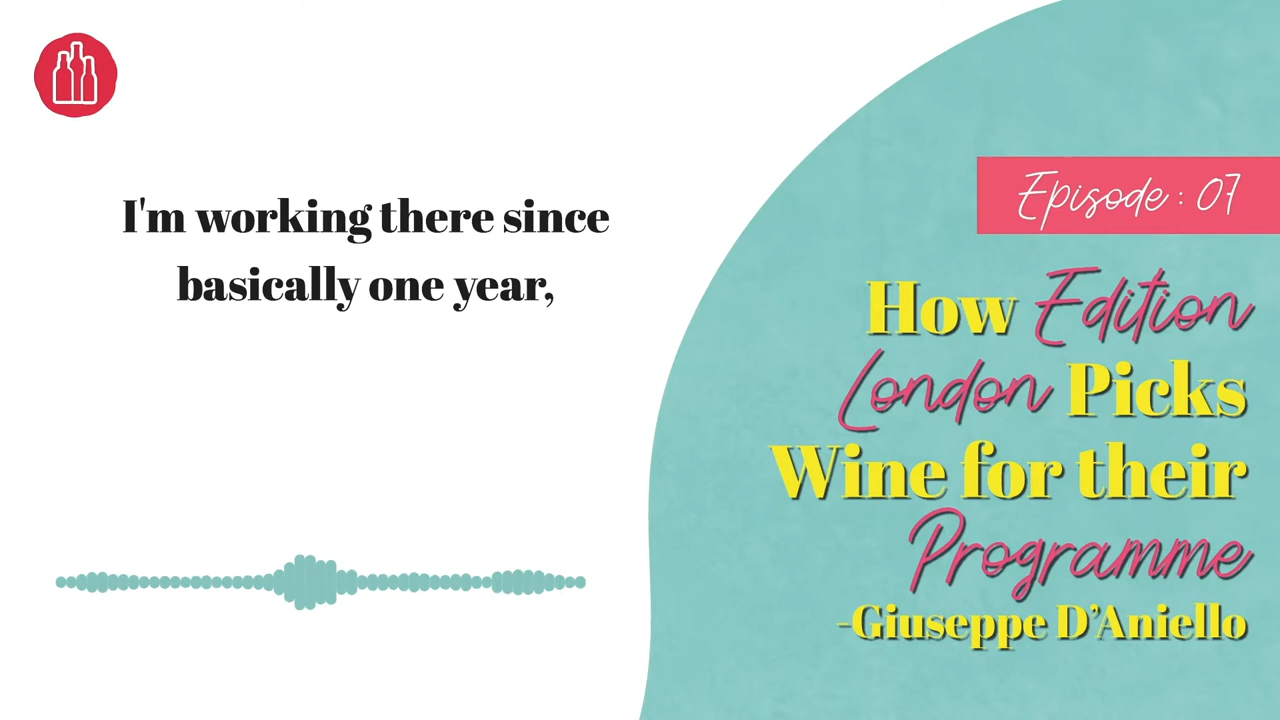 I'm working there since
basically one year,
Episode : 07
How Edition
London Picks
Wine for their
Programme
-Giuseppe D'Aniello